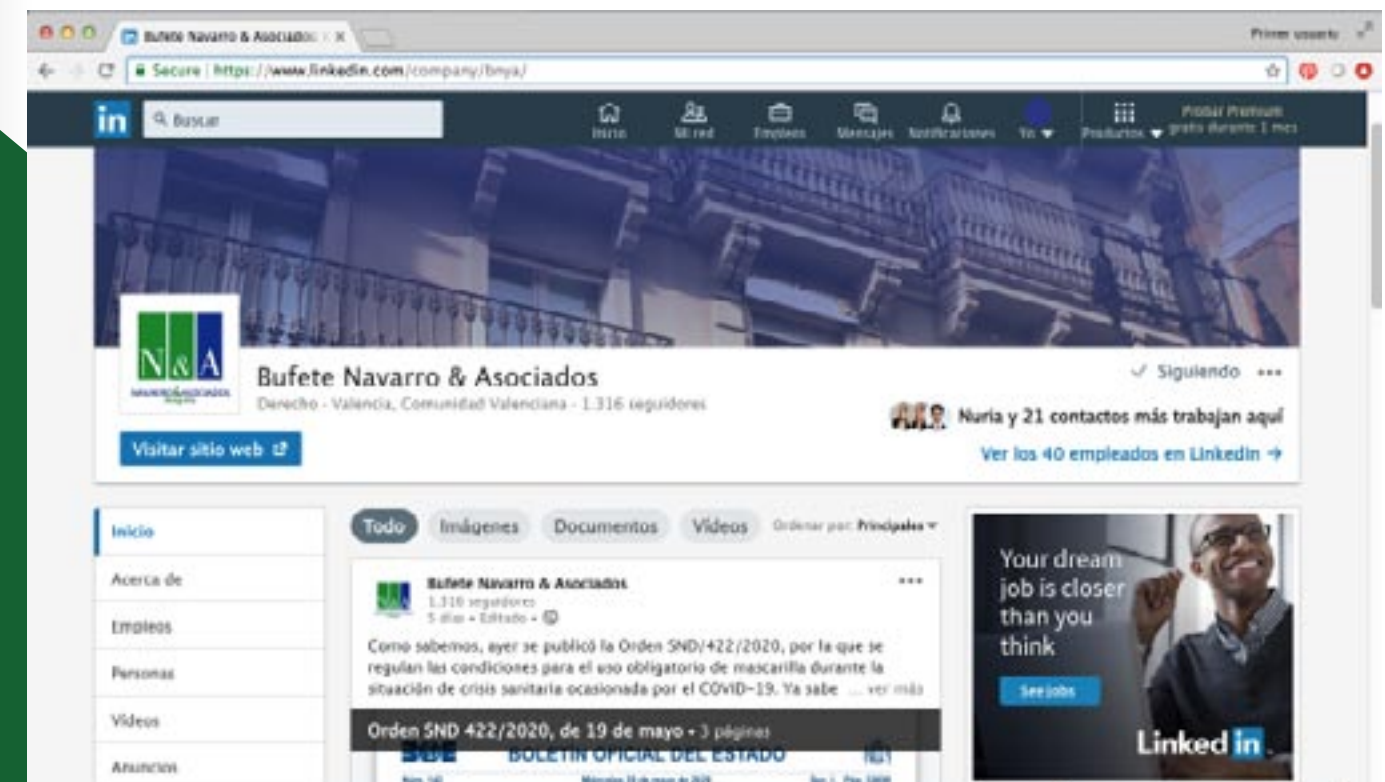 Bufete Navarro & Asociados
Primer usuario
Secure | https://www.linkedin.com/company/bnya/
in
Buscar
Inicio
Mi red
Empleos
Mensajes
Notificaciones
Yo
Productos
Probar Premium
gratis durante 1 mes
N&A
NAVARRO&ASOCIADOS
Bufete Navarro & Asociados
Derecho - Valencia, Comunidad Valenciana - 1.316 seguidores
Siguiendo
Nuria y 21 contactos más trabajan aquí
Ver los 40 empleados en LinkedIn →
Visitar sitio web
Inicio
Acerca de
Empleos
Personas
Vídeos
Anuncios
Todo
Imágenes
Documentos
Vídeos
Ordenar por: Principales
Bufete Navarro & Asociados
1.316 seguidores
5 días • Editado •
Como sabemos, ayer se publicó la Orden SND/422/2020, por la que se
regulan las condiciones para el uso obligatorio de mascarilla durante la
situación de crisis sanitaria ocasionada por el COVID-19. Ya sabe ... ver más
Orden SND 422/2020, de 19 de mayo • 3 páginas
BOLETÍN OFICIAL DEL ESTADO
Your dream
job is closer
than you
think
See jobs
Linked in